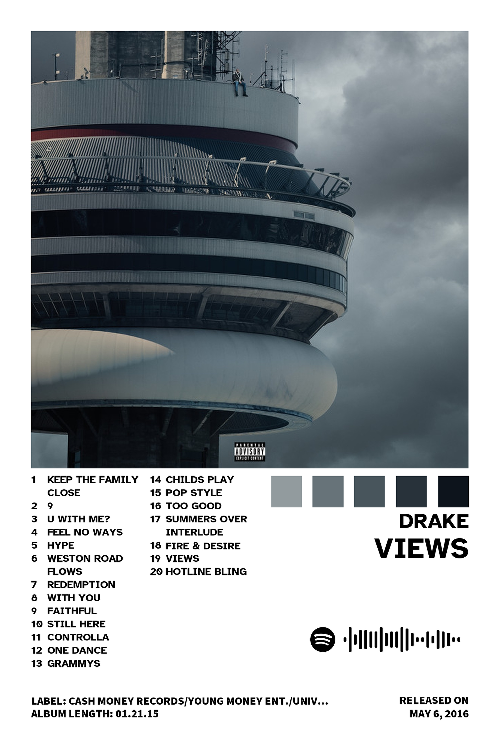 PARENTAL
ADVISORY
EXPLICIT CONTENT
1 KEEP THE FAMILY
CLOSE
2 9
3 U WITH ME?
4 FEEL NO WAYS
5 HYPE
6 WESTON ROAD
FLOWS
7 REDEMPTION
8 WITH YOU
9 FAITHFUL
10 STILL HERE
11 CONTROLLA
12 ONE DANCE
13 GRAMMYS
14 CHILDS PLAY
15 POP STYLE
16 TOO GOOD
17 SUMMERS OVER
INTERLUDE
18 FIRE & DESIRE
19 VIEWS
20 HOTLINE BLING
DRAKE
VIEWS
LABEL: CASH MONEY RECORDS/YOUNG MONEY ENT./UNIV...
ALBUM LENGTH: 01.21.15
RELEASED ON
MAY 6, 2016